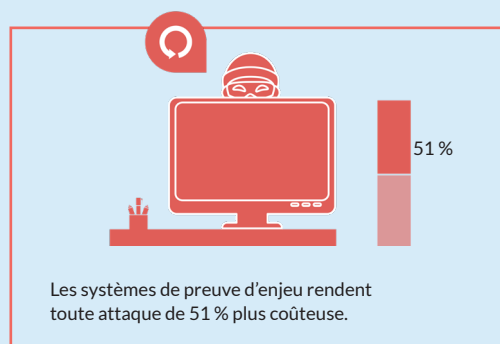 51 %
Les systèmes de preuve d’enjeu rendent
toute attaque de 51 % plus coûteuse.